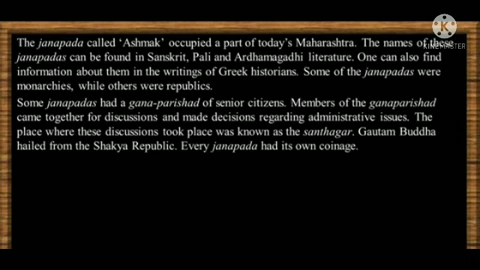 The janapada called 'Ashmak' occupied a part of today's Maharashtra. The names of these
janapadas can be found in Sanskrit, Pali and Ardhamagadhi literature. One can also find
information about them in the writings of Greek historians. Some of the janapadas were
monarchies, while others were republics.
Some janapadas had a gana-parishad of senior citizens. Members of the ganaparishad
came together for discussions and made decisions regarding administrative issues. The
place where these discussions took place was known as the santhagar. Gautam Buddha
hailed from the Shakya Republic. Every janapada had its own coinage.
K
KINEMASTER